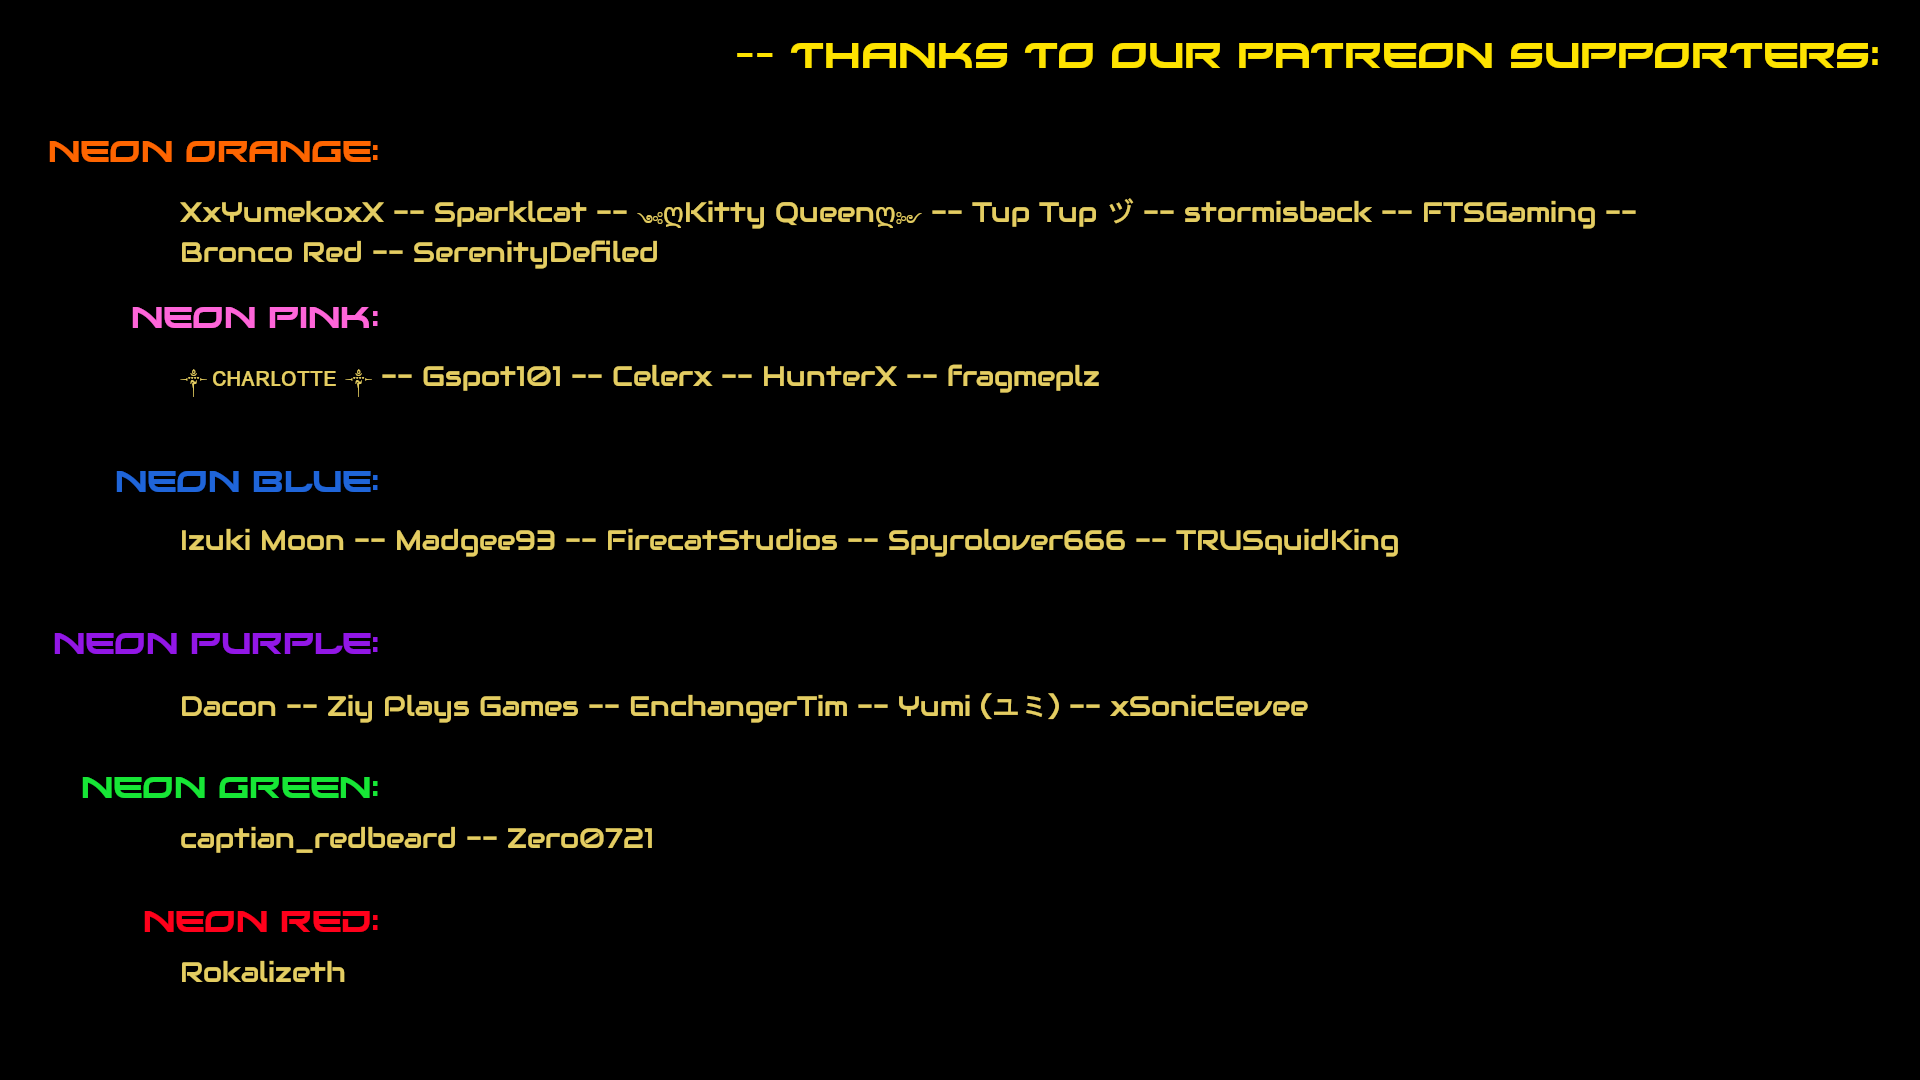 -- THANKS TO OUR PATREON SUPPORTERS:
NEON ORANGE:
XxYumekoxX -- Sparklcat -- ༺ღKitty Queenღ༻ -- Tup Tup ヅ -- stormisback -- FTSGaming --
Bronco Red -- SerenityDefiled
NEON PINK:
⸸ CHARLOTTE ⸸ -- Gspot101 -- Celerx -- HunterX -- fragmeplz
NEON BLUE:
Izuki Moon -- Madgee93 -- FirecatStudios -- Spyrolover666 -- TRUSquidKing
NEON PURPLE:
Dacon -- Ziy Plays Games -- EnchangerTim -- Yumi (ユミ) -- xSonicEevee
NEON GREEN:
captian_redbeard -- Zero0721
NEON RED:
Rokalizeth